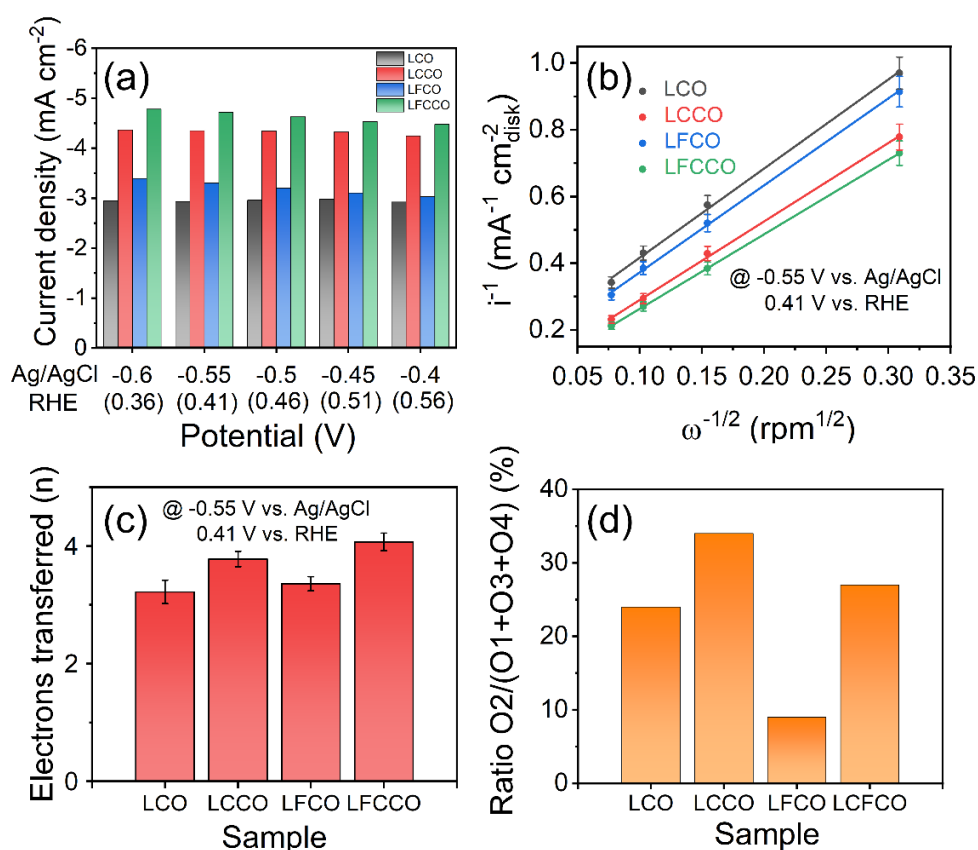 (a)
Current density (mA cm⁻²)
-6
-5
-4
-3
-2
-1
0
LCO
LCCO
LFCO
LFCCO
Ag/AgCl -0.6 -0.55 -0.5 -0.45 -0.4
RHE (0.36) (0.41) (0.46) (0.51) (0.56)
Potential (V)
(b)
i⁻¹ (mA⁻¹ cm⁻²disk)
1.0
0.8
0.6
0.4
0.2
LCO
LCCO
LFCO
LFCCO
@ -0.55 V vs. Ag/AgCl
0.41 V vs. RHE
0.05 0.10 0.15 0.20 0.25 0.30 0.35
ω⁻¹/² (rpm¹/²)
(c)
Electrons transferred (n)
4
2
0
@ -0.55 V vs. Ag/AgCl
0.41 V vs. RHE
LCO LCCO LFCO LFCCO
Sample
(d)
Ratio O2/(O1+O3+O4) (%)
40
30
20
10
0
LCO LCCO LFCO LCFCO
Sample